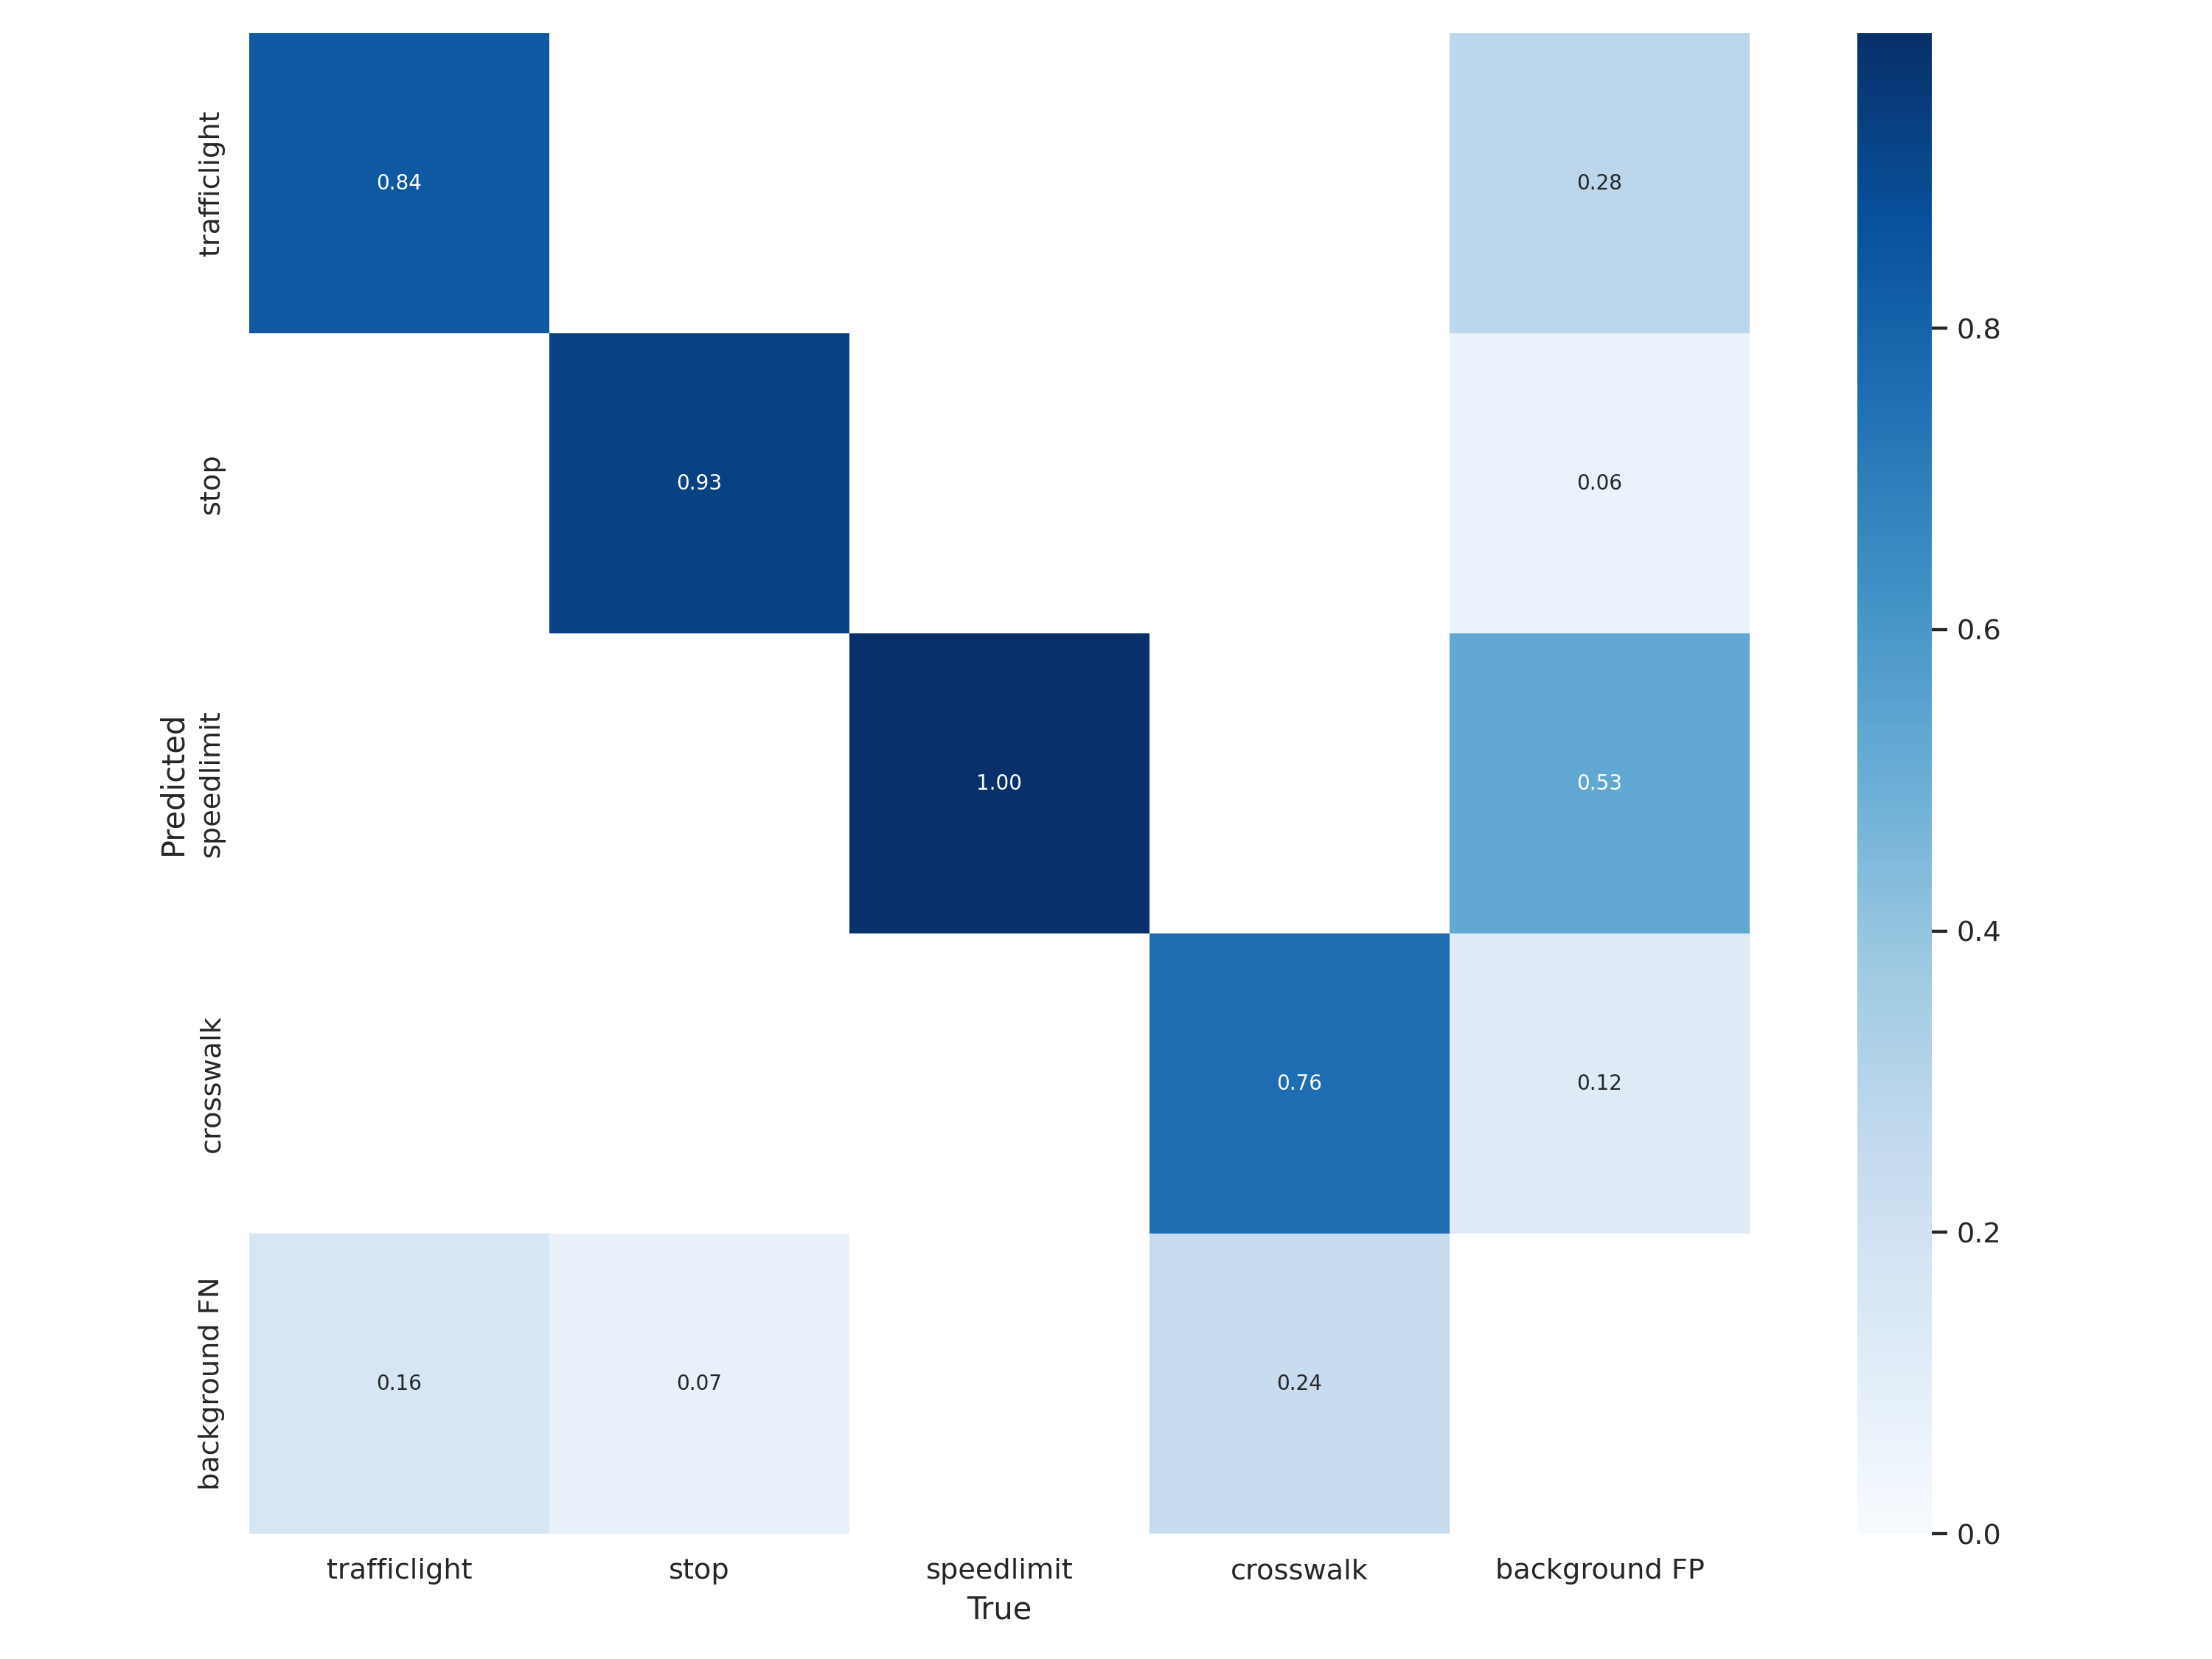 trafficlight
0.84
0.28
stop
0.93
0.06
Predicted
speedlimit
1.00
0.53
crosswalk
0.76
0.12
background FN
0.16
0.07
0.24
trafficlight
stop
speedlimit
crosswalk
background FP
True
0.8
0.6
0.4
0.2
0.0